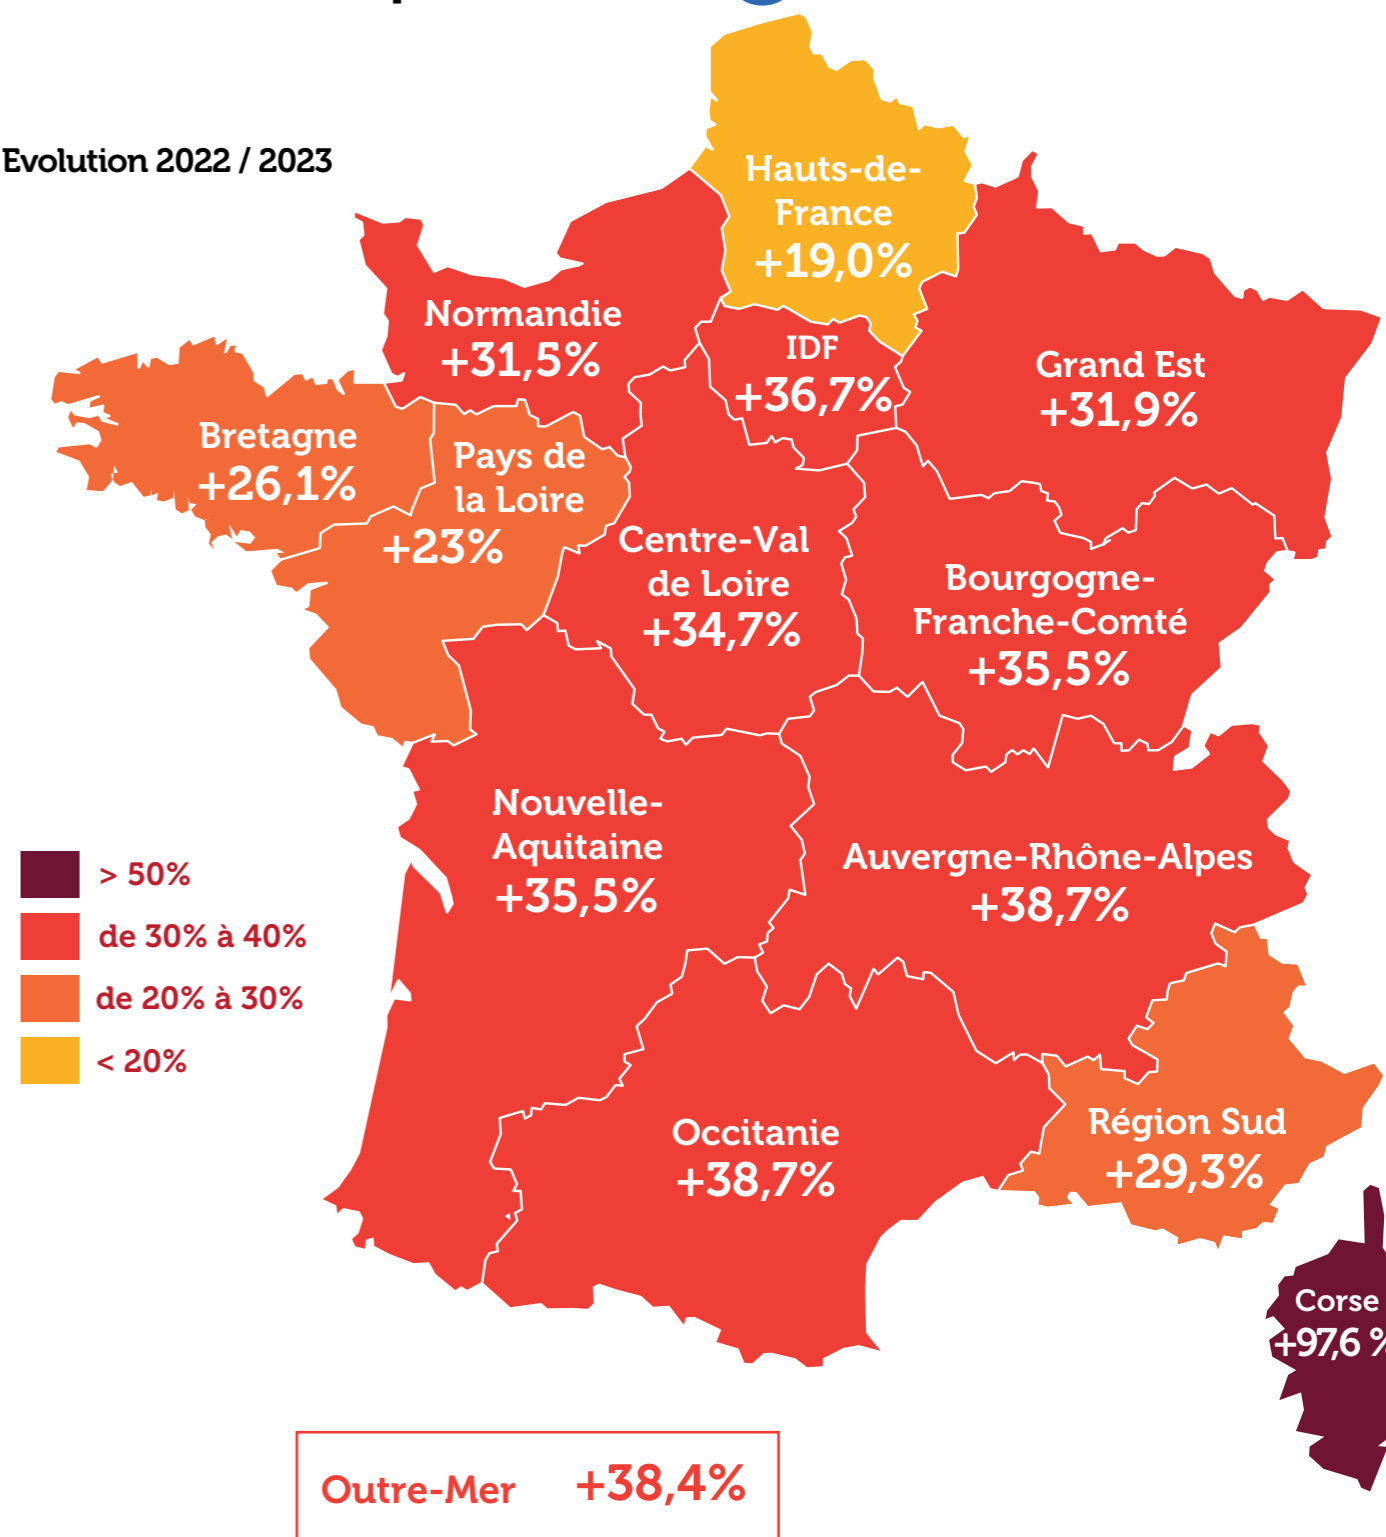 Evolution 2022 / 2023
Hauts-de-
France
+19,0%
Normandie
+31,5%
IDF
+36,7%
Grand Est
+31,9%
Bretagne
+26,1%
Pays de
la Loire
+23%
Centre-Val
de Loire
+34,7%
Bourgogne-
Franche-Comté
+35,5%
Nouvelle-
Aquitaine
+35,5%
Auvergne-Rhône-Alpes
+38,7%
> 50%
de 30% à 40%
de 20% à 30%
< 20%
Occitanie
+38,7%
Région Sud
+29,3%
Corse
+97,6 %
Outre-Mer +38,4%